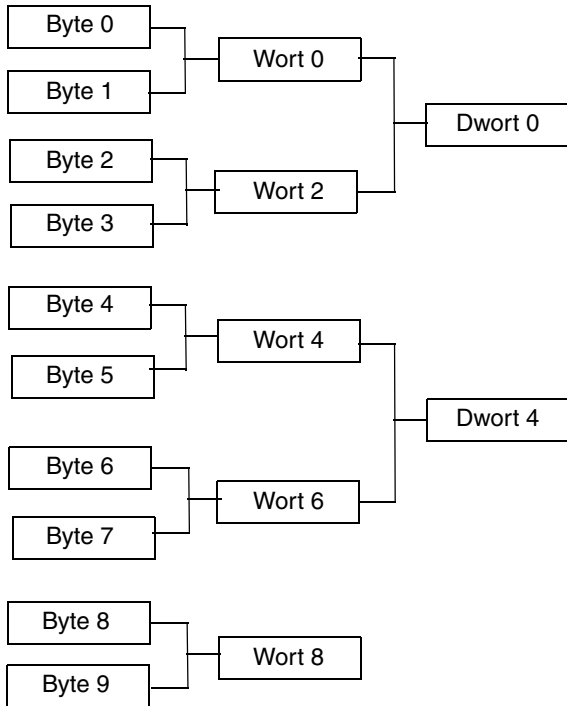 Byte 0
Wort 0
Byte 1
Dwort 0
Byte 2
Wort 2
Byte 3
Byte 4
Wort 4
Byte 5
Dwort 4
Byte 6
Wort 6
Byte 7
Byte 8
Wort 8
Byte 9